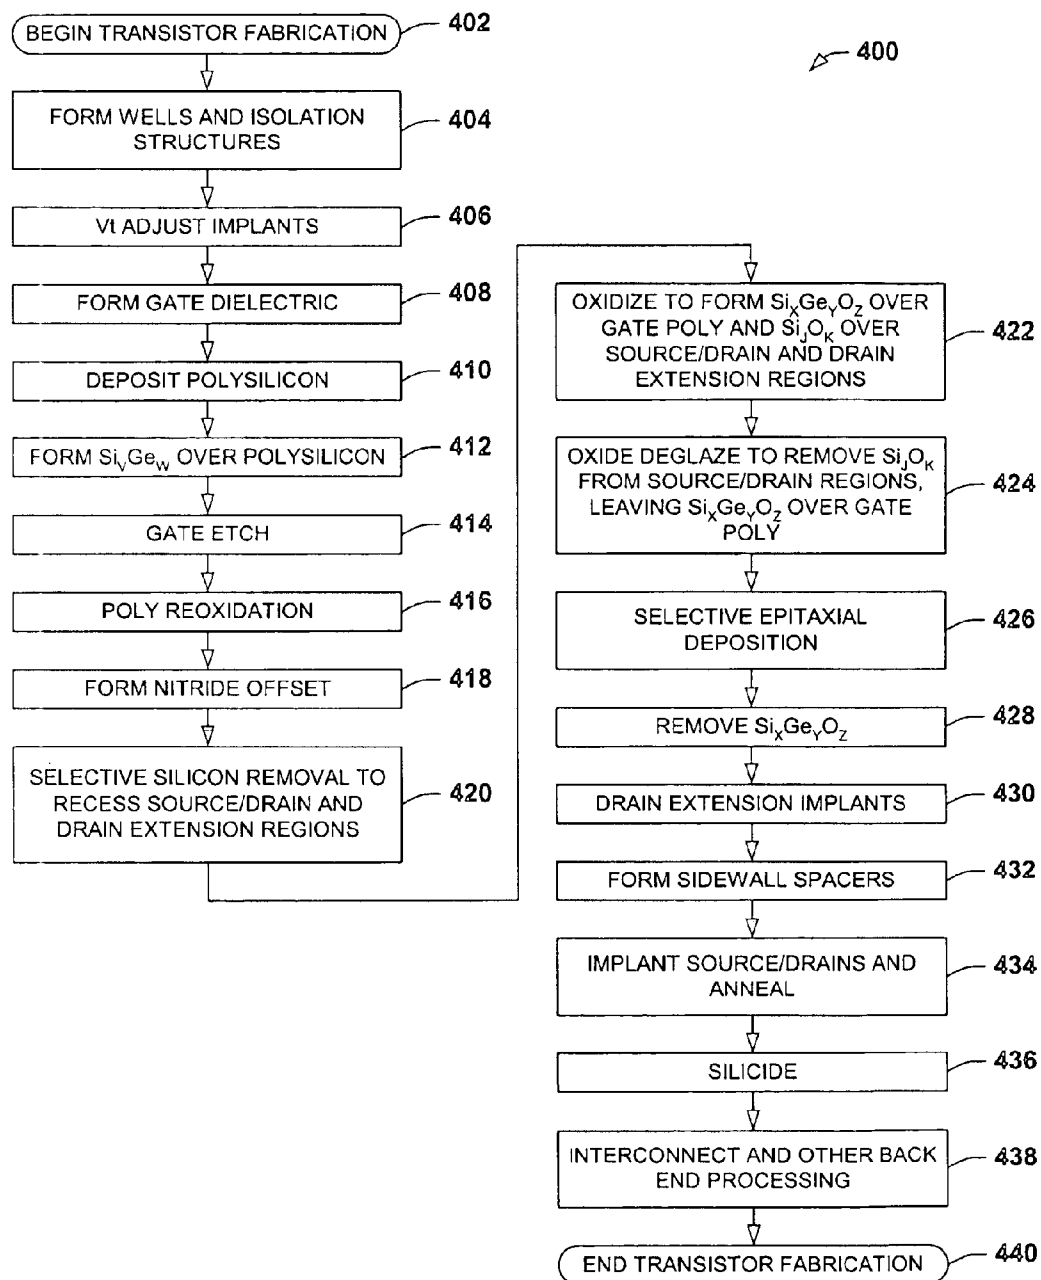 BEGIN TRANSISTOR FABRICATION 402
400
FORM WELLS AND ISOLATION
STRUCTURES
404
Vt ADJUST IMPLANTS 406
FORM GATE DIELECTRIC 408
DEPOSIT POLYSILICON 410
FORM SiVGeW OVER POLYSILICON 412
GATE ETCH 414
POLY REOXIDATION 416
FORM NITRIDE OFFSET 418
SELECTIVE SILICON REMOVAL TO
RECESS SOURCE/DRAIN AND
DRAIN EXTENSION REGIONS
420
OXIDIZE TO FORM SiXGeYOZ OVER
GATE POLY AND SiJOK OVER
SOURCE/DRAIN AND DRAIN
EXTENSION REGIONS
422
OXIDE DEGLAZE TO REMOVE SiJOK
FROM SOURCE/DRAIN REGIONS,
LEAVING SiXGeYOZ OVER GATE
POLY
424
SELECTIVE EPITAXIAL
DEPOSITION
426
REMOVE SiXGeYOZ 428
DRAIN EXTENSION IMPLANTS 430
FORM SIDEWALL SPACERS 432
IMPLANT SOURCE/DRAINS AND
ANNEAL
434
SILICIDE 436
INTERCONNECT AND OTHER BACK
END PROCESSING
438
END TRANSISTOR FABRICATION 440